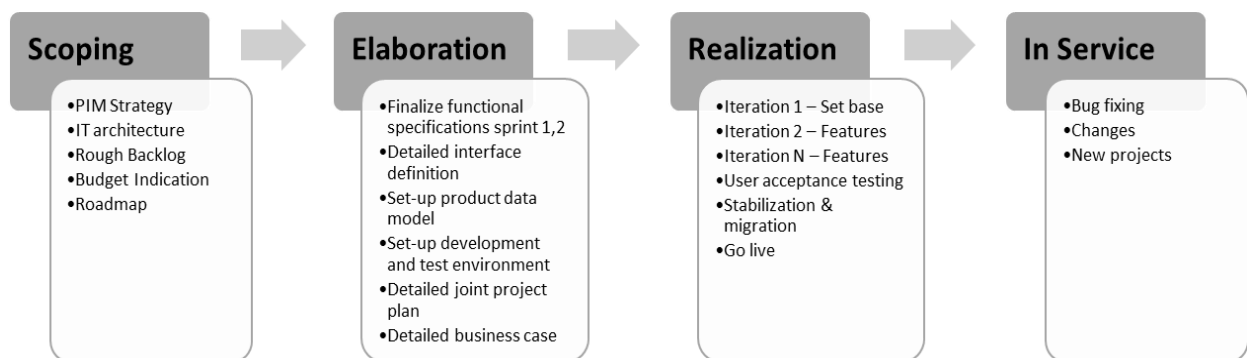 Scoping
•PIM Strategy
•IT architecture
•Rough Backlog
•Budget Indication
•Roadmap
Elaboration
•Finalize functional
specifications sprint 1,2
•Detailed interface
definition
•Set-up product data
model
•Set-up development
and test environment
•Detailed joint project
plan
•Detailed business case
Realization
•Iteration 1 – Set base
•Iteration 2 – Features
•Iteration N – Features
•User acceptance testing
•Stabilization &
migration
•Go live
In Service
•Bug fixing
•Changes
•New projects